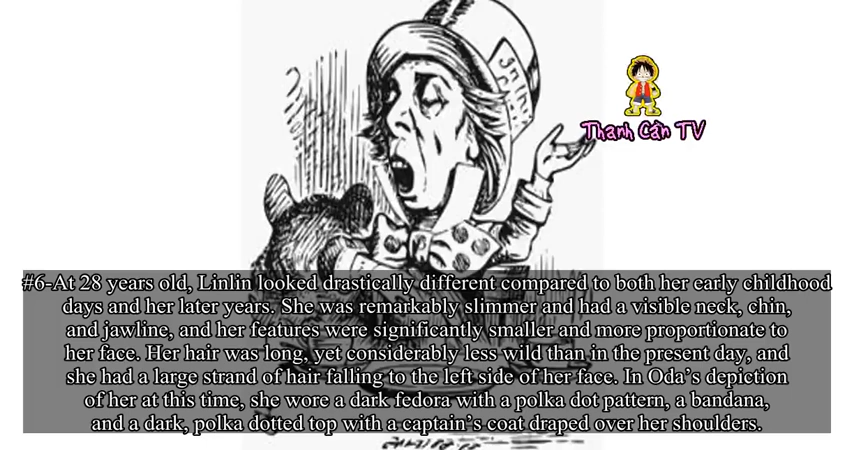 Thanh Cân TV
#6-At 28 years old, Linlin looked drastically different compared to both her early childhood
days and her later years. She was remarkably slimmer and had a visible neck, chin,
and jawline, and her features were significantly smaller and more proportionate to
her face. Her hair was long, yet considerably less wild than in the present day, and
she had a large strand of hair falling to the left side of her face. In Oda’s depiction
of her at this time, she wore a dark fedora with a polka dot pattern, a bandana,
and a dark, polka dotted top with a captain’s coat draped over her shoulders.